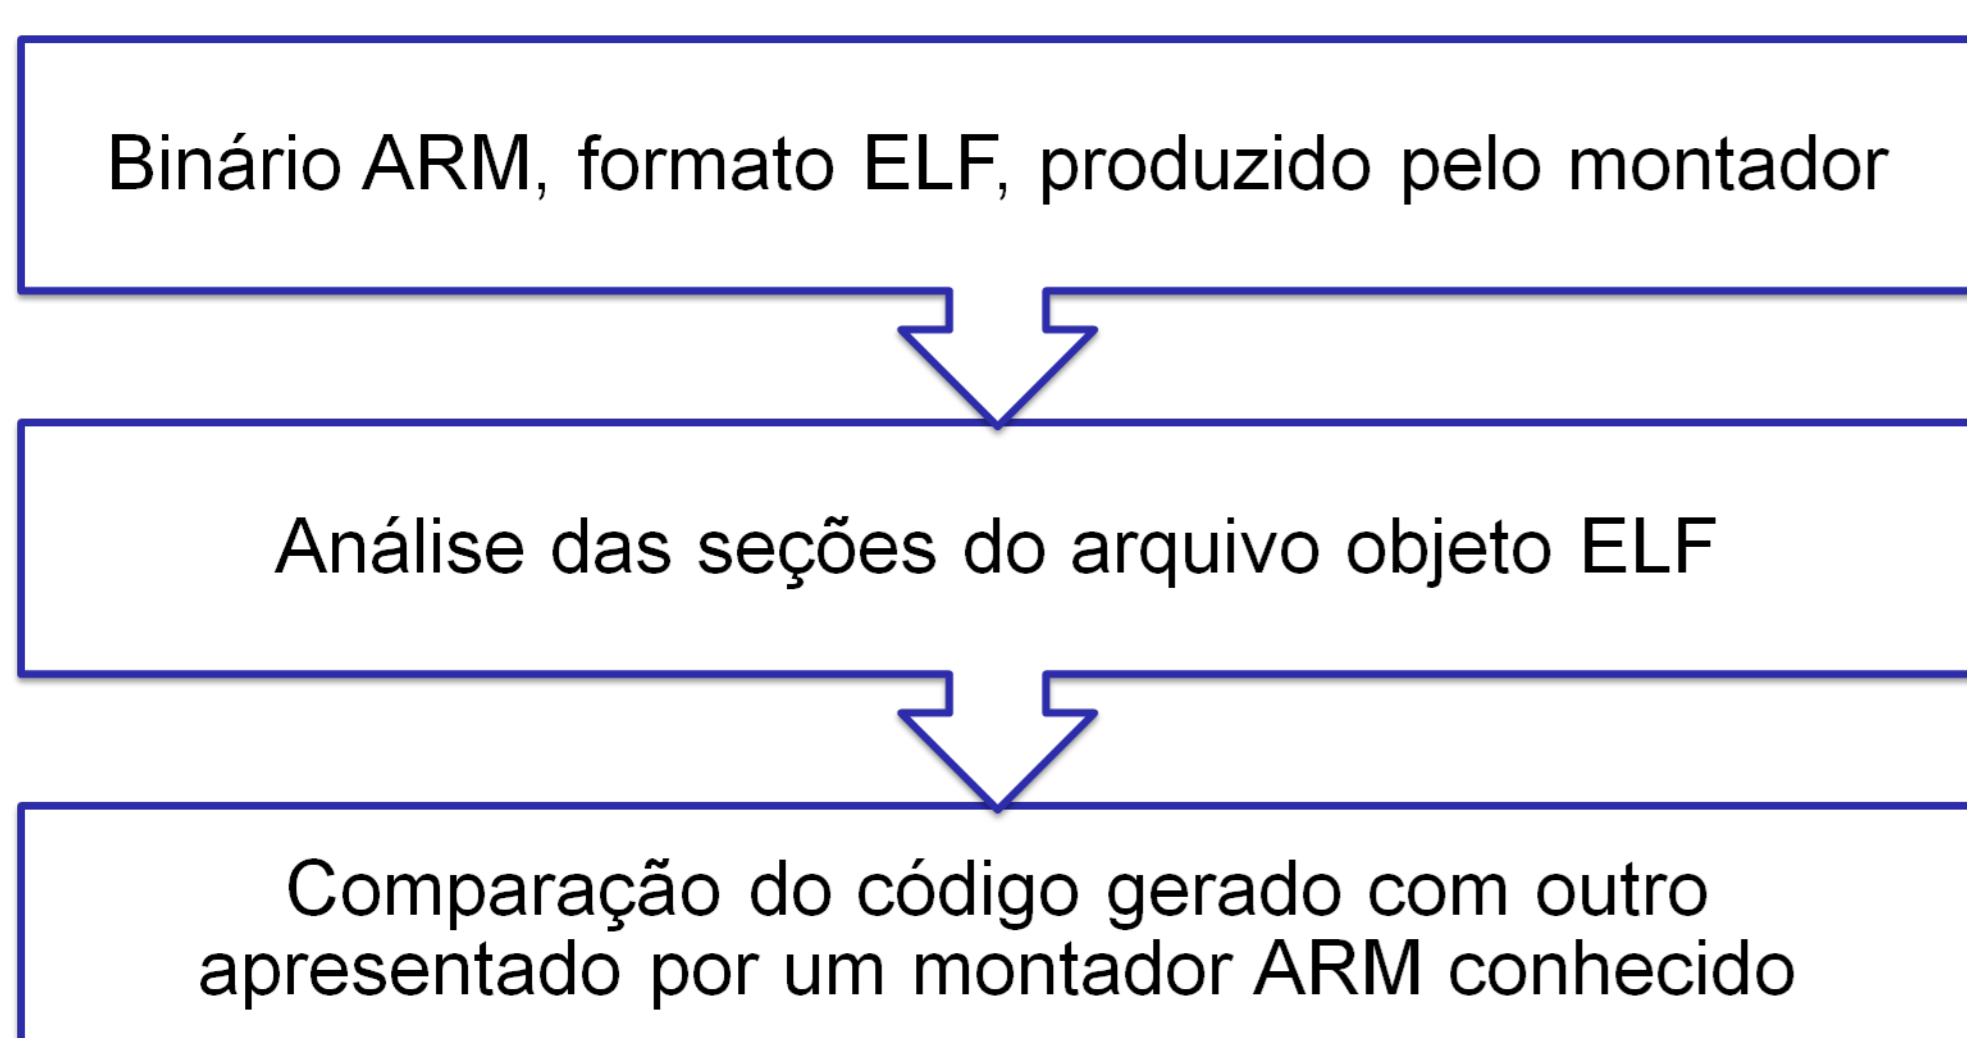 Binário ARM, formato ELF, produzido pelo montador
Análise das seções do arquivo objeto ELF
Comparação do código gerado com outro
apresentado por um montador ARM conhecido